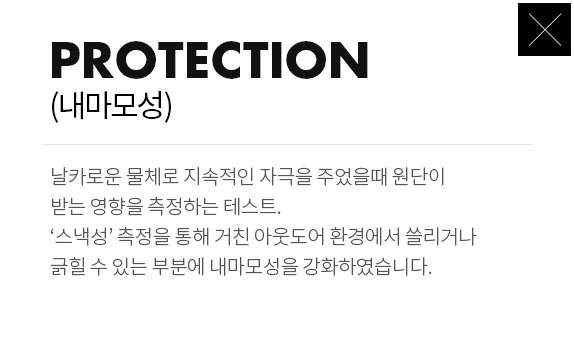 PROTECTION
(내마모성)
날카로운 물체로 지속적인 자극을 주었을때 원단이
받는 영향을 측정하는 테스트.
‘스낵성’ 측정을 통해 거친 아웃도어 환경에서 쓸리거나
긁힐 수 있는 부분에 내마모성을 강화하였습니다.